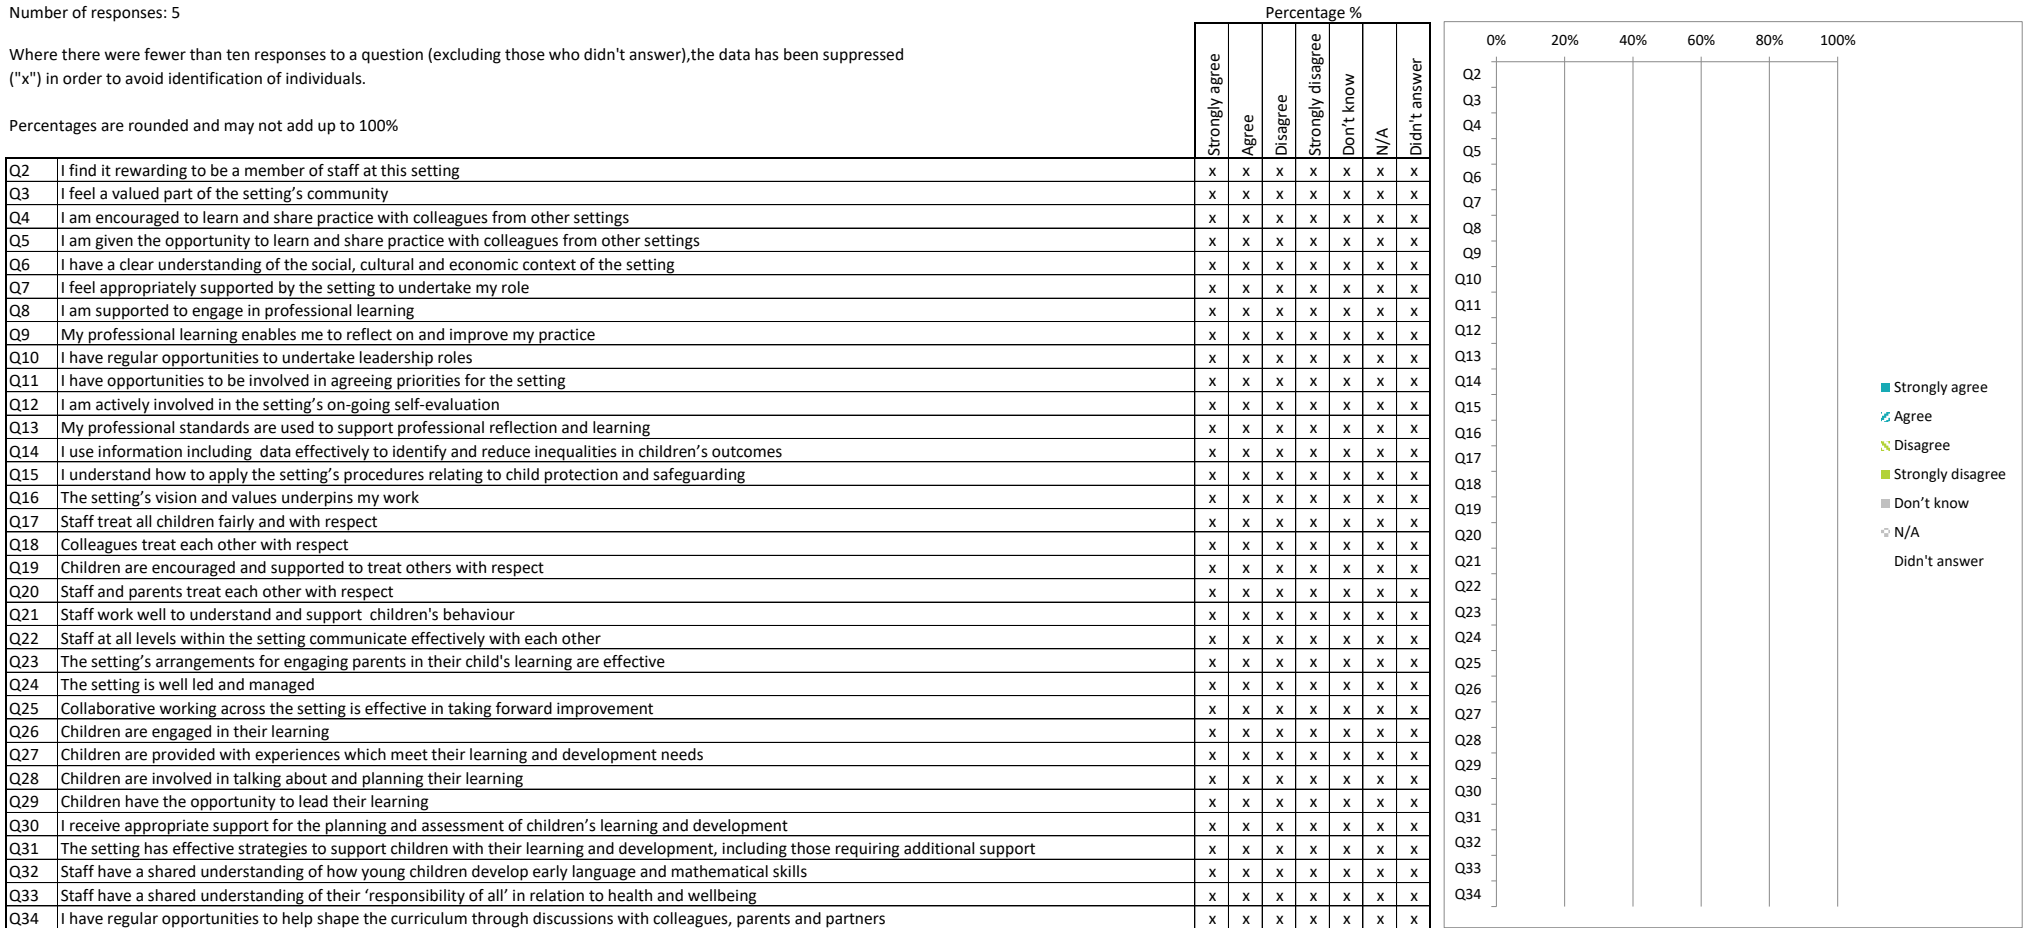 Number of responses: 5
Percentage %
Where there were fewer than ten responses to a question (excluding those who didn't answer),the data has been suppressed
("x") in order to avoid identification of individuals.
Percentages are rounded and may not add up to 100%
Strongly agree
Agree
Disagree
Strongly disagree
Don't know
N/A
Didn't answer
Q2 I find it rewarding to be a member of staff at this setting x x x x x x x
Q3 I feel a valued part of the setting’s community x x x x x x x
Q4 I am encouraged to learn and share practice with colleagues from other settings x x x x x x x
Q5 I am given the opportunity to learn and share practice with colleagues from other settings x x x x x x x
Q6 I have a clear understanding of the social, cultural and economic context of the setting x x x x x x x
Q7 I feel appropriately supported by the setting to undertake my role x x x x x x x
Q8 I am supported to engage in professional learning x x x x x x x
Q9 My professional learning enables me to reflect on and improve my practice x x x x x x x
Q10 I have regular opportunities to undertake leadership roles x x x x x x x
Q11 I have opportunities to be involved in agreeing priorities for the setting x x x x x x x
Q12 I am actively involved in the setting’s on-going self-evaluation x x x x x x x
Q13 My professional standards are used to support professional reflection and learning x x x x x x x
Q14 I use information including  data effectively to identify and reduce inequalities in children’s outcomes x x x x x x x
Q15 I understand how to apply the setting’s procedures relating to child protection and safeguarding x x x x x x x
Q16 The setting’s vision and values underpins my work x x x x x x x
Q17 Staff treat all children fairly and with respect x x x x x x x
Q18 Colleagues treat each other with respect x x x x x x x
Q19 Children are encouraged and supported to treat others with respect x x x x x x x
Q20 Staff and parents treat each other with respect x x x x x x x
Q21 Staff work well to understand and support  children's behaviour x x x x x x x
Q22 Staff at all levels within the setting communicate effectively with each other x x x x x x x
Q23 The setting’s arrangements for engaging parents in their child's learning are effective x x x x x x x
Q24 The setting is well led and managed x x x x x x x
Q25 Collaborative working across the setting is effective in taking forward improvement x x x x x x x
Q26 Children are engaged in their learning x x x x x x x
Q27 Children are provided with experiences which meet their learning and development needs x x x x x x x
Q28 Children are involved in talking about and planning their learning x x x x x x x
Q29 Children have the opportunity to lead their learning x x x x x x x
Q30 I receive appropriate support for the planning and assessment of children’s learning and development x x x x x x x
Q31 The setting has effective strategies to support children with their learning and development, including those requiring additional support x x x x x x x
Q32 Staff have a shared understanding of how young children develop early language and mathematical skills x x x x x x x
Q33 Staff have a shared understanding of their ‘responsibility of all’ in relation to health and wellbeing x x x x x x x
Q34 I have regular opportunities to help shape the curriculum through discussions with colleagues, parents and partners x x x x x x x
0% 20% 40% 60% 80% 100%
Q2
Q3
Q4
Q5
Q6
Q7
Q8
Q9
Q10
Q11
Q12
Q13
Q14
Q15
Q16
Q17
Q18
Q19
Q20
Q21
Q22
Q23
Q24
Q25
Q26
Q27
Q28
Q29
Q30
Q31
Q32
Q33
Q34
Strongly agree
Agree
Disagree
Strongly disagree
Don’t know
N/A
Didn't answer